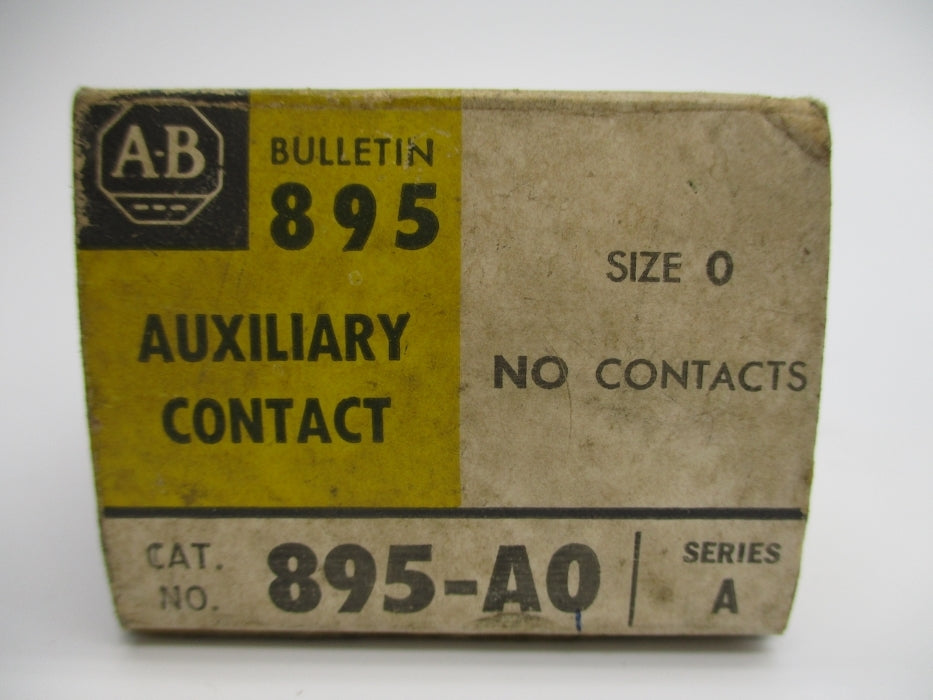 A-B
BULLETIN
895
AUXILIARY
CONTACT
SIZE 0
NO CONTACTS
CAT.
NO.
895-A0
SERIES
A